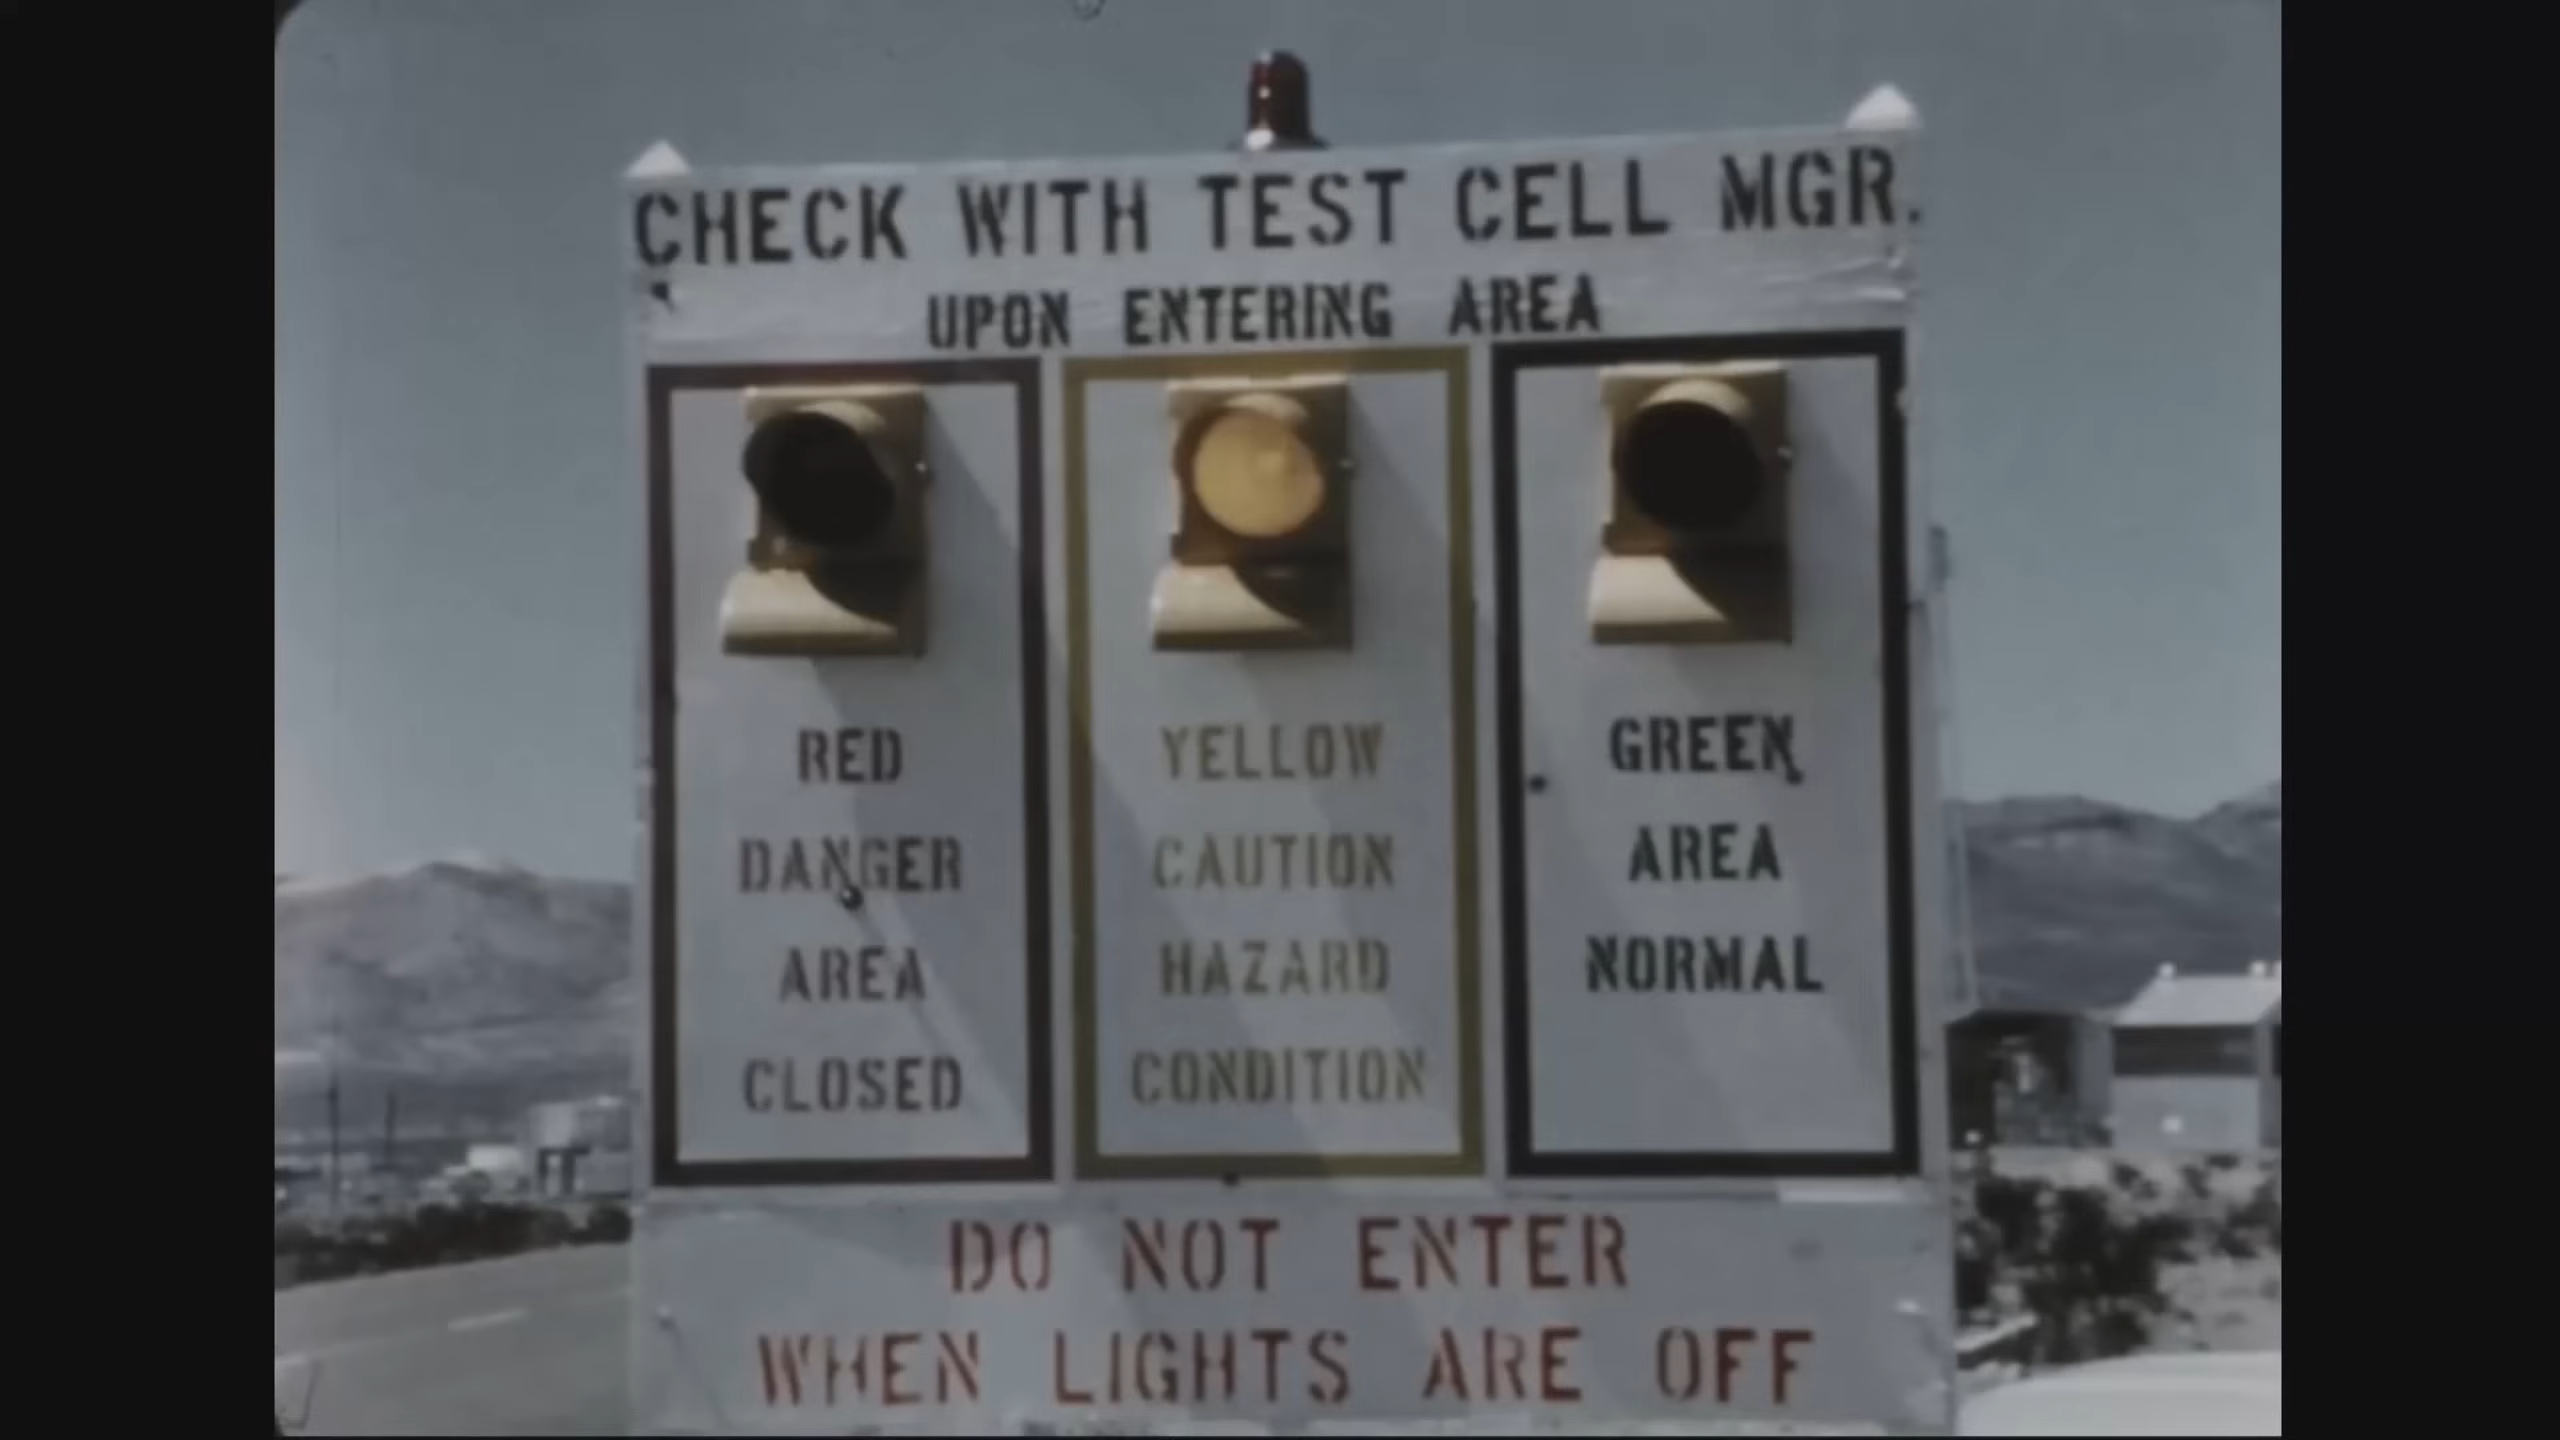 CHECK WITH TEST CELL MGR.
UPON ENTERING AREA
RED
DANGER
AREA
CLOSED
YELLOW
CAUTION
HAZARD
CONDITION
GREEN
AREA
NORMAL
DO NOT ENTER
WHEN LIGHTS ARE OFF